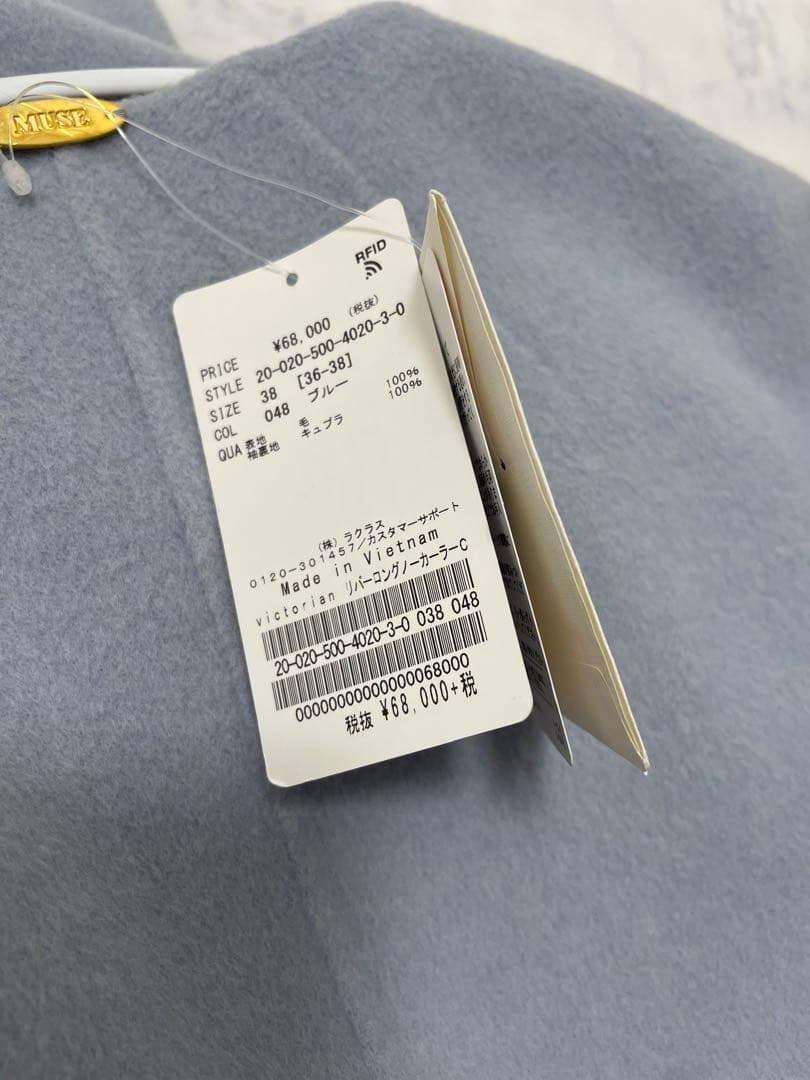 MUSE
RFID
PRICE ¥68,000 (税抜)
STYLE 20-020-500-4020-3-0
SIZE 38 [36-38]
COL 048 ブルー
QUA 表地 毛 100%
袖裏地 キュプラ 100%
(株) ラクラス
0120-301457/カスタマーサポート
Made in Vietnam
victorian リバーロングノーカラーC
20-020-500-4020-3-0 038 048
00000000000000068000
税抜 ¥68,000+税